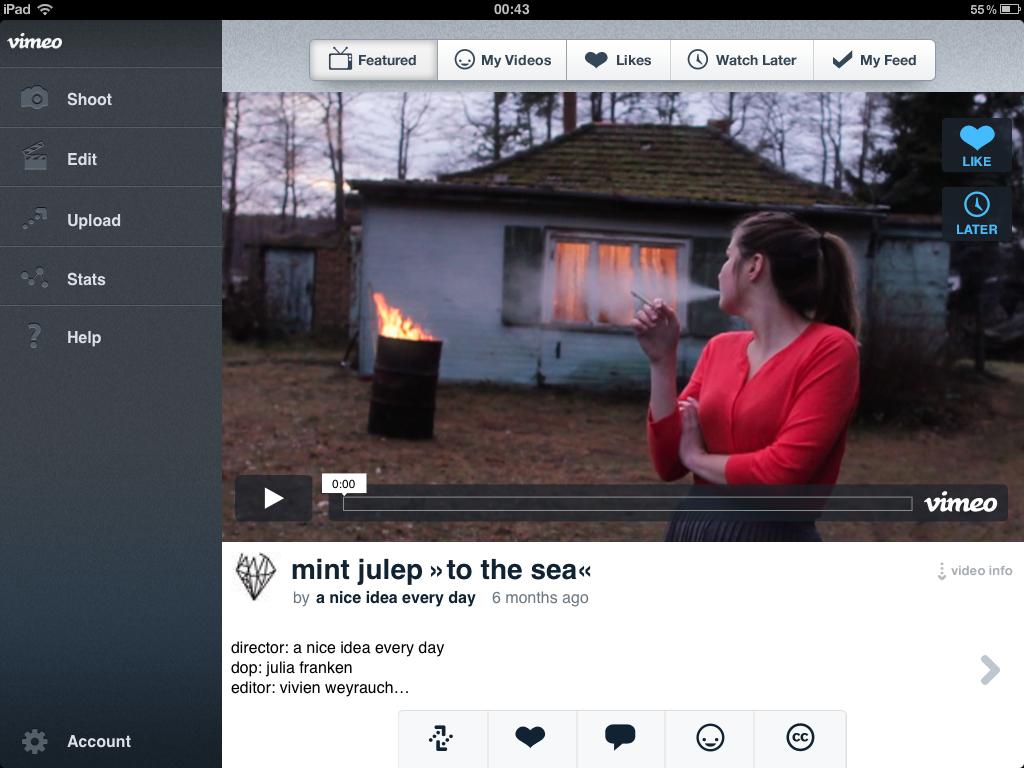 iPad 00:43 55%
vimeo
Featured My Videos Likes Watch Later My Feed
Shoot
Edit
Upload
Stats
Help
Account
LIKE
LATER
0:00
vimeo
mint julep »to the sea«
video info
by a nice idea every day 6 months ago
director: a nice idea every day
dop: julia franken
editor: vivien weyrauch…
CC